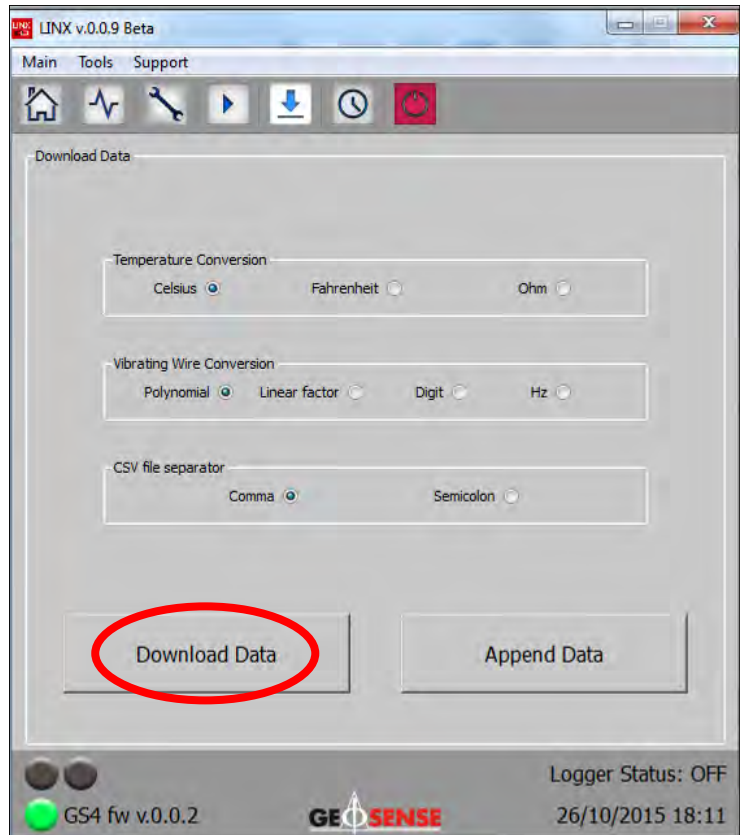 LINX v.0.0.9 Beta
Main Tools Support
Download Data
Temperature Conversion
Celsius Fahrenheit Ohm
Vibrating Wire Conversion
Polynomial Linear factor Digit Hz
CSV file separator
Comma Semicolon
Download Data Append Data
Logger Status: OFF
GS4 fw v.0.0.2 GEOSENSE 26/10/2015 18:11